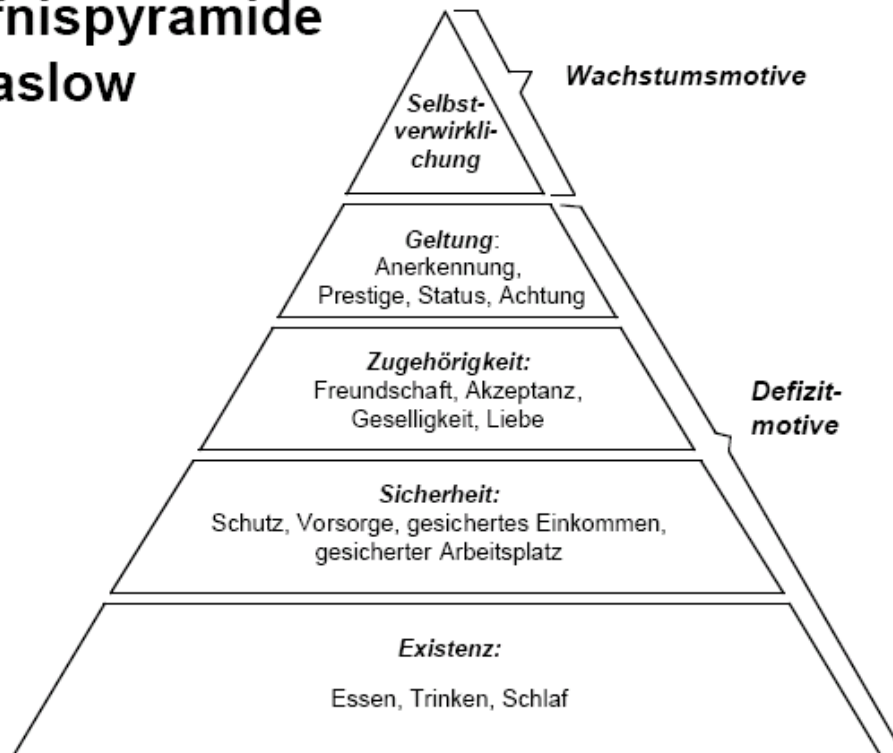 fnispyramide
aslow
Wachstumsmotive
Selbst-
verwirkli-
chung
Geltung:
Anerkennung,
Prestige, Status, Achtung
Zugehörigkeit:
Freundschaft, Akzeptanz,
Geselligkeit, Liebe
Defizit-
motive
Sicherheit:
Schutz, Vorsorge, gesichertes Einkommen,
gesicherter Arbeitsplatz
Existenz:
Essen, Trinken, Schlaf